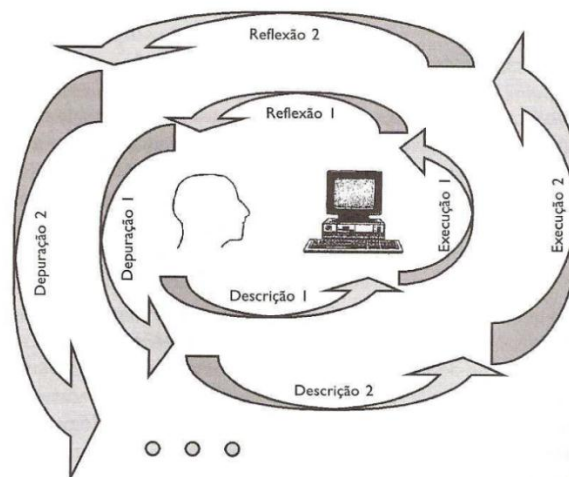 Reflexão 2
Reflexão 1
Depuração 2
Depuração 1
Execução 1
Execução 2
Descrição 1
Descrição 2